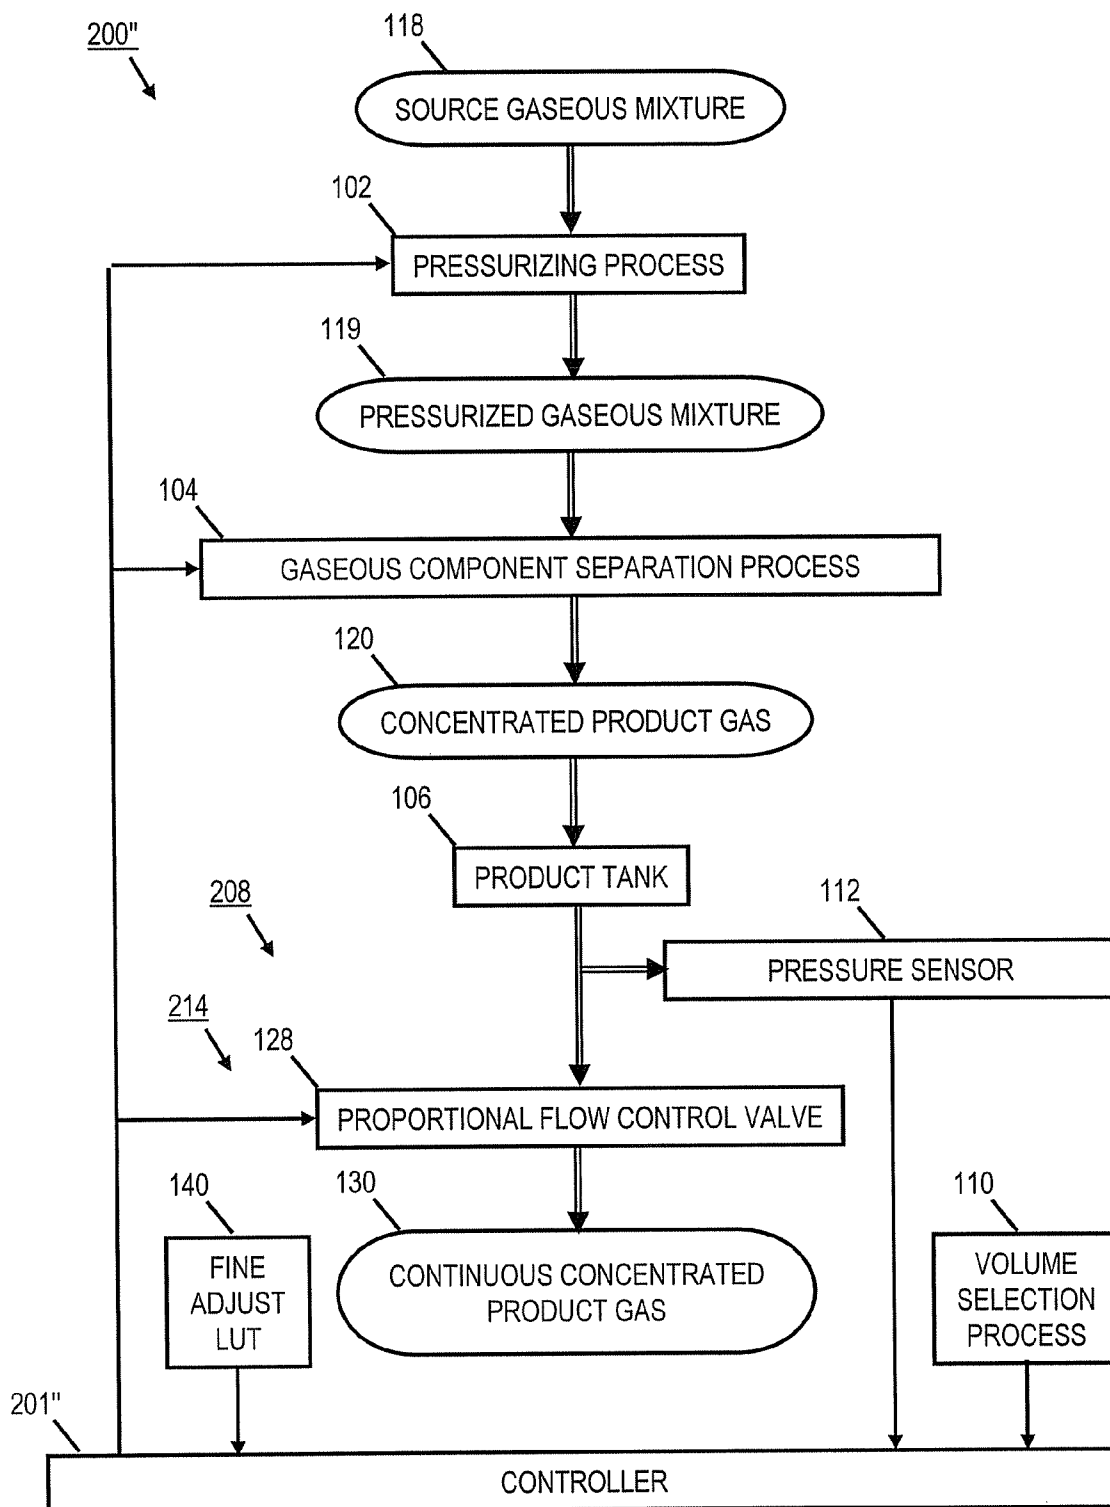 200"
118
SOURCE GASEOUS MIXTURE
102
PRESSURIZING PROCESS
119
PRESSURIZED GASEOUS MIXTURE
104
GASEOUS COMPONENT SEPARATION PROCESS
120
CONCENTRATED PRODUCT GAS
106
PRODUCT TANK
208
112
PRESSURE SENSOR
214
128
PROPORTIONAL FLOW CONTROL VALVE
140
130
110
FINE
ADJUST
LUT
CONTINUOUS CONCENTRATED
PRODUCT GAS
VOLUME
SELECTION
PROCESS
201"
CONTROLLER